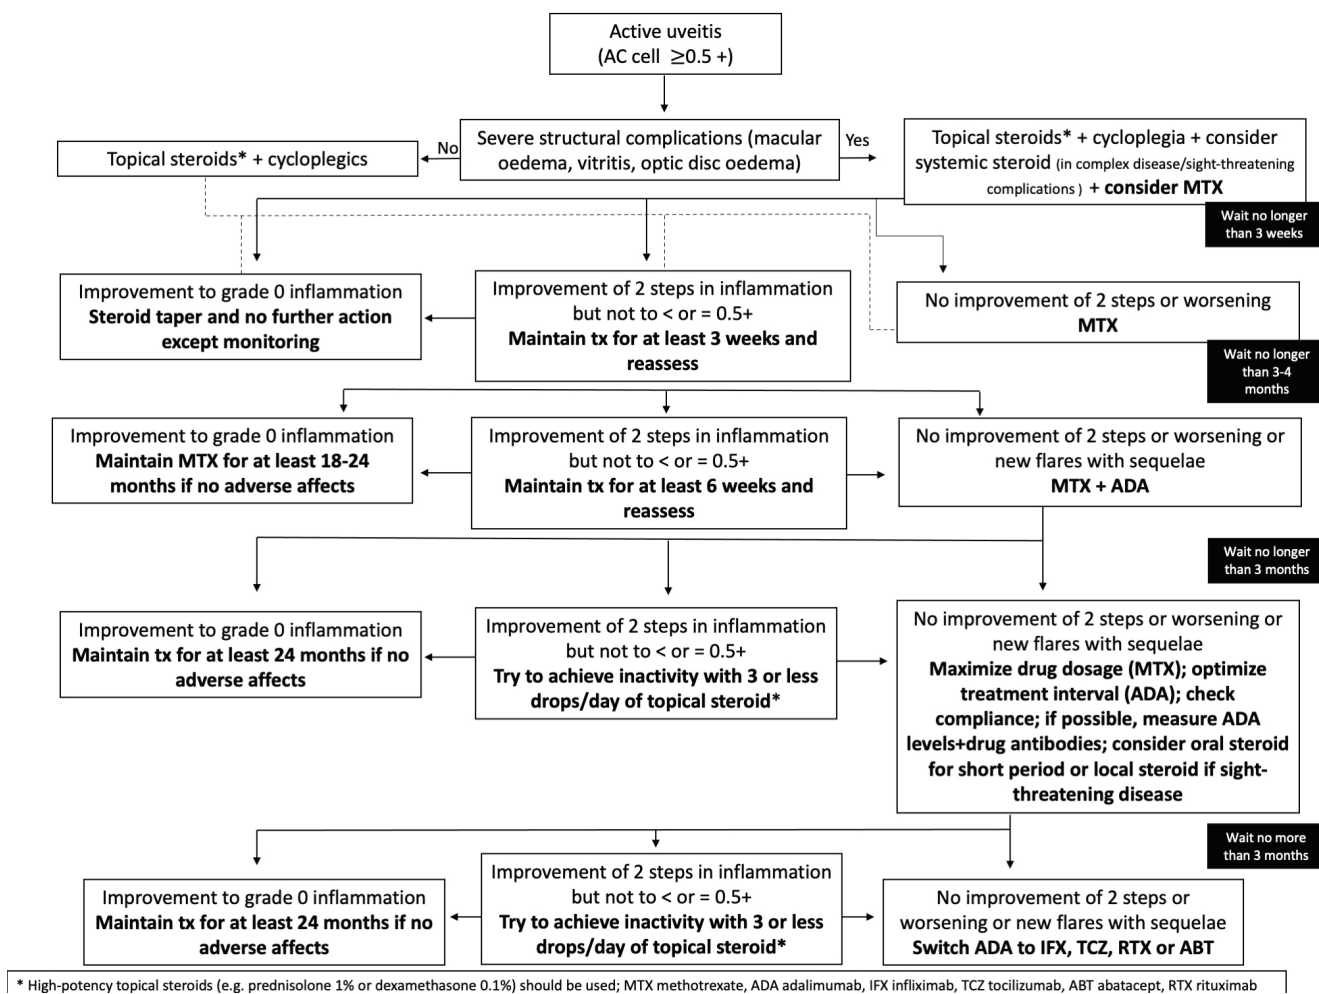 Active uveitis
(AC cell ≥0.5 +)
Severe structural complications (macular
oedema, vitritis, optic disc oedema)
No
Yes
Topical steroids* + cycloplegics
Topical steroids* + cycloplegia + consider
systemic steroid (in complex disease/sight-threatening
complications ) + consider MTX
Wait no longer
than 3 weeks
Improvement to grade 0 inflammation
Steroid taper and no further action
except monitoring
Improvement of 2 steps in inflammation
but not to < or = 0.5+
Maintain tx for at least 3 weeks and
reassess
No improvement of 2 steps or worsening
MTX
Wait no longer
than 3-4
months
Improvement to grade 0 inflammation
Maintain MTX for at least 18-24
months if no adverse affects
Improvement of 2 steps in inflammation
but not to < or = 0.5+
Maintain tx for at least 6 weeks and
reassess
No improvement of 2 steps or worsening or
new flares with sequelae
MTX + ADA
Wait no longer
than 3 months
Improvement to grade 0 inflammation
Maintain tx for at least 24 months if no
adverse affects
Improvement of 2 steps in inflammation
but not to < or = 0.5+
Try to achieve inactivity with 3 or less
drops/day of topical steroid*
No improvement of 2 steps or worsening or
new flares with sequelae
Maximize drug dosage (MTX); optimize
treatment interval (ADA); check
compliance; if possible, measure ADA
levels+drug antibodies; consider oral steroid
for short period or local steroid if sight-
threatening disease
Wait no more
than 3 months
Improvement to grade 0 inflammation
Maintain tx for at least 24 months if no
adverse affects
Improvement of 2 steps in inflammation
but not to < or = 0.5+
Try to achieve inactivity with 3 or less
drops/day of topical steroid*
No improvement of 2 steps or
worsening or new flares with sequelae
Switch ADA to IFX, TCZ, RTX or ABT
* High-potency topical steroids (e.g. prednisolone 1% or dexamethasone 0.1%) should be used; MTX methotrexate, ADA adalimumab, IFX infliximab, TCZ tocilizumab, ABT abatacept, RTX rituximab